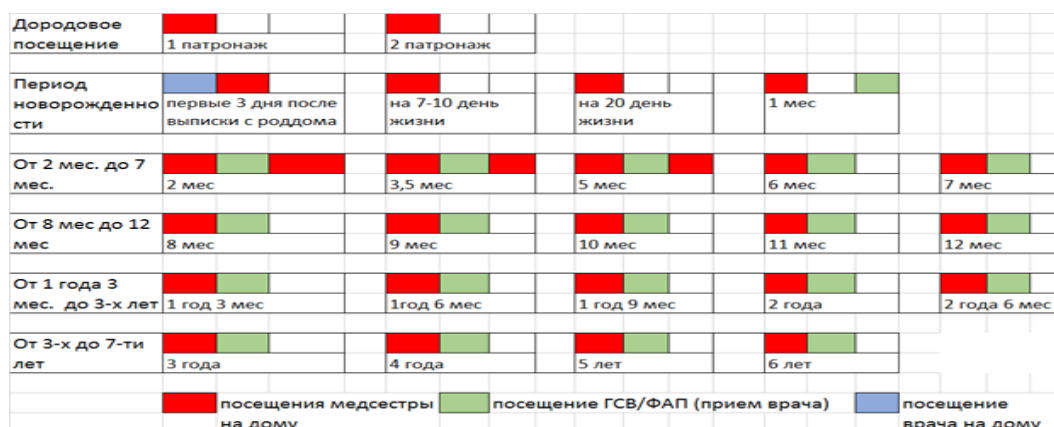 Дородовое
посещение
1 патронаж
2 патронаж
Период
новорожденно
сти
первые 3 дня после
выписки с роддома
на 7-10 день
жизни
на 20 день
жизни
1 мес
От 2 мес. до 7
мес.
2 мес
3,5 мес
5 мес
6 мес
7 мес
От 8 мес до 12
мес
8 мес
9 мес
10 мес
11 мес
12 мес
От 1 года 3
мес. до 3-х лет
1 год 3 мес
1год 6 мес
1 год 9 мес
2 года
2 года 6 мес
От 3-х до 7-ти
лет
3 года
4 года
5 лет
6 лет
посещения медсестры
на дому
посещение ГСВ/ФАП (прием врача)
посещение
врача на дому